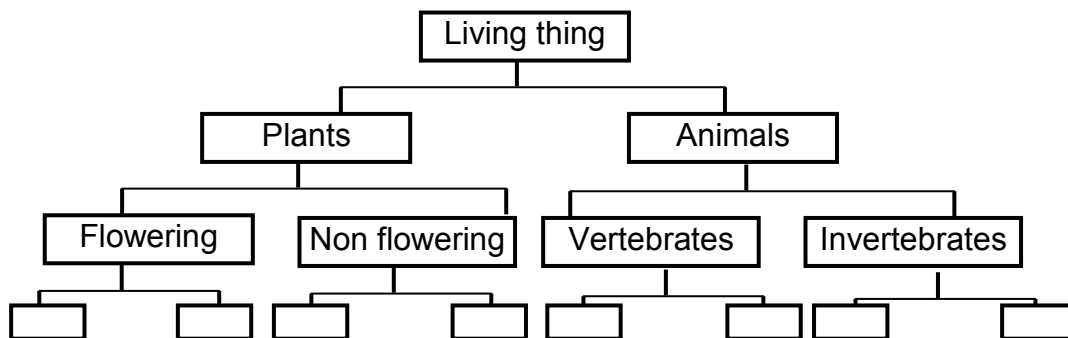 Living thing
Plants
Animals
Flowering
Non flowering
Vertebrates
Invertebrates